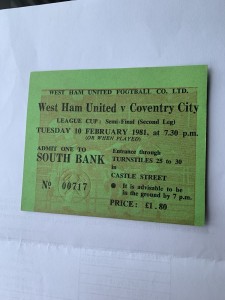 WEST HAM UNITED FOOTBALL CO. LTD.
West Ham United v Coventry City
LEAGUE CUP: Semi-Final (Second Leg)
TUESDAY 10 FEBRUARY 1981, at 7.30 p.m.
(OR WHEN PLAYED)
ADMIT ONE TO
SOUTH BANK
Nº 00717
Entrance through
TURNSTILES 25 to 30
in
CASTLE STREET
● It is advisable to be
in the ground by 7 p.m.
PRICE: £1.80